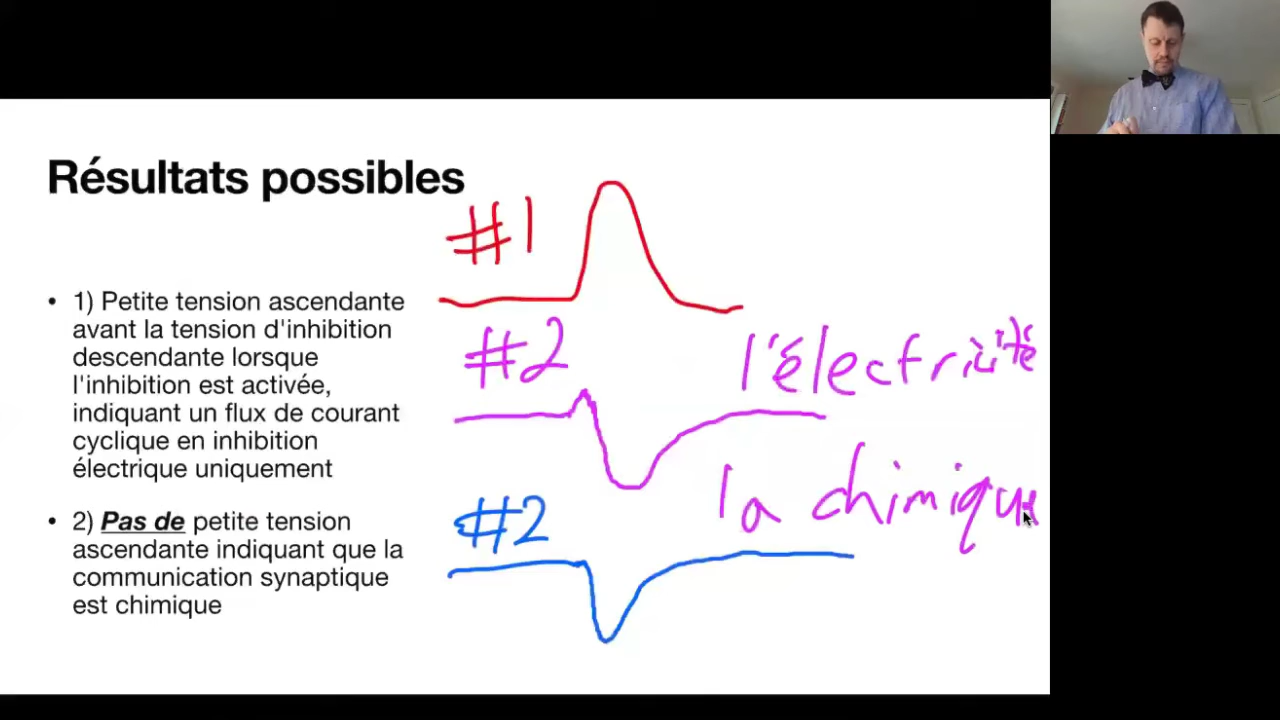 Résultats possibles
#1
• 1) Petite tension ascendante
avant la tension d'inhibition
descendante lorsque
l'inhibition est activée,
indiquant un flux de courant
cyclique en inhibition
électrique uniquement
#2
l'électricité
• 2) Pas de petite tension
ascendante indiquant que la
communication synaptique
est chimique
la chimique
#2